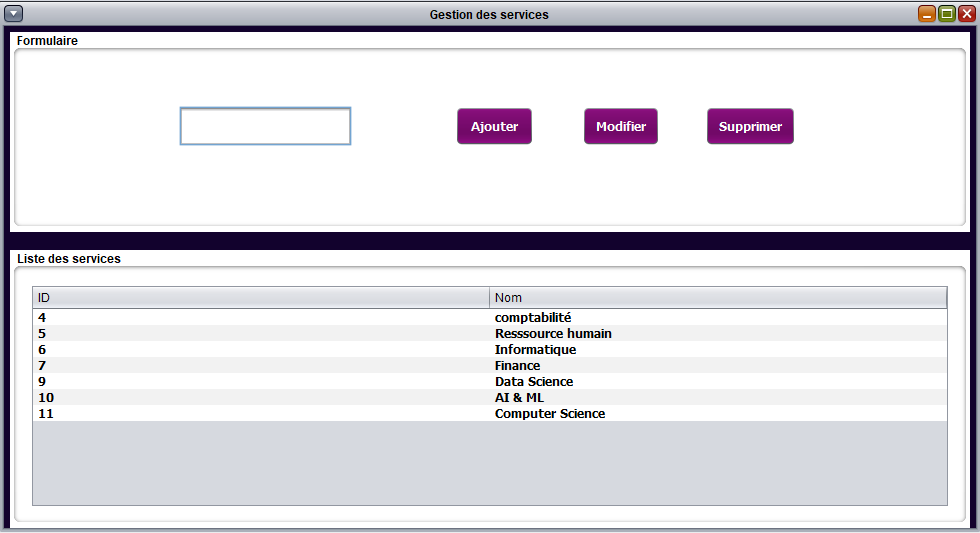 Gestion des services
Formulaire
Ajouter Modifier Supprimer
Liste des services
ID Nom
4 comptabilité
5 Resssource humain
6 Informatique
7 Finance
9 Data Science
10 AI & ML
11 Computer Science